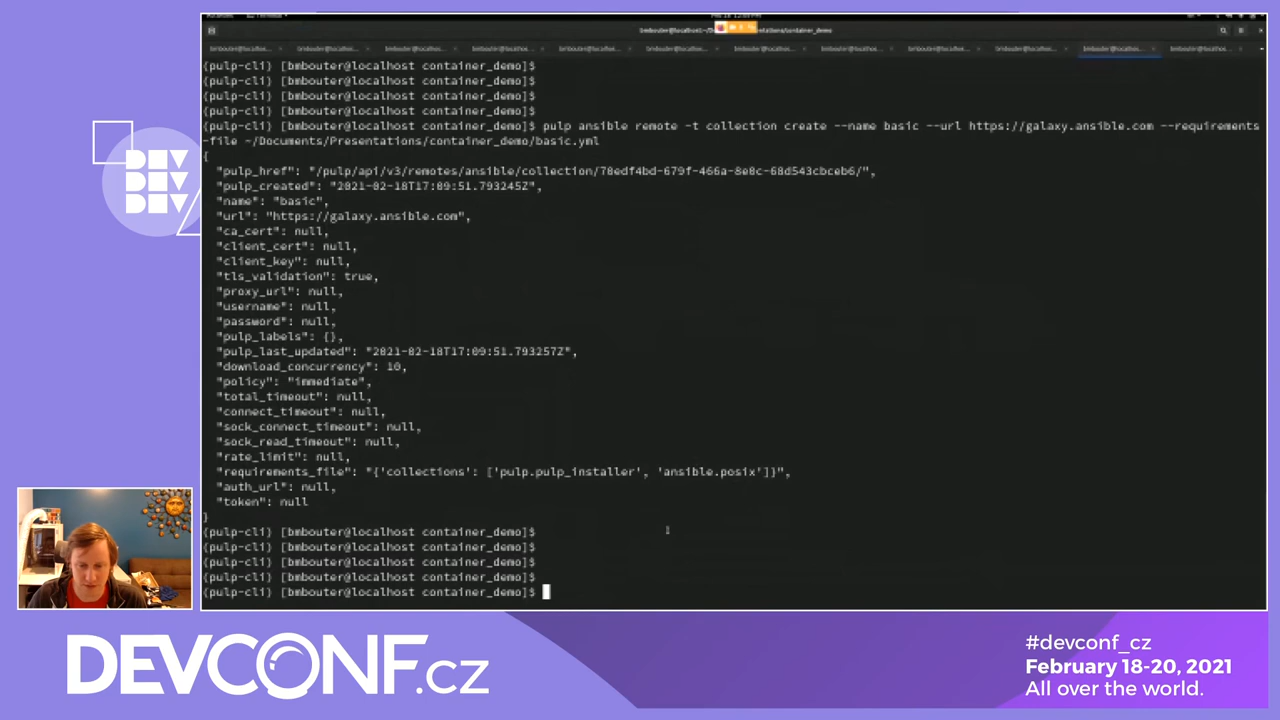 (pulp-cli) [bmbouter@localhost container_demo]$
(pulp-cli) [bmbouter@localhost container_demo]$
(pulp-cli) [bmbouter@localhost container_demo]$
(pulp-cli) [bmbouter@localhost container_demo]$
(pulp-cli) [bmbouter@localhost container_demo]$ pulp ansible remote -t collection create --name basic --url https://galaxy.ansible.com --requirements
-file ~/Documents/Presentations/container_demo/basic.yml
{
"pulp_href": "/pulp/api/v3/remotes/ansible/collection/78edf4bd-679f-466a-8e8c-68d543cbceb6/",
"pulp_created": "2021-02-18T17:09:51.793245Z",
"name": "basic",
"url": "https://galaxy.ansible.com",
"ca_cert": null,
"client_cert": null,
"client_key": null,
"tls_validation": true,
"proxy_url": null,
"username": null,
"password": null,
"pulp_labels": {},
"pulp_last_updated": "2021-02-18T17:09:51.793257Z",
"download_concurrency": 10,
"policy": "immediate",
"total_timeout": null,
"connect_timeout": null,
"sock_connect_timeout": null,
"sock_read_timeout": null,
"rate_limit": null,
"requirements_file": "{'collections': ['pulp.pulp_installer', 'ansible.posix']}",
"auth_url": null,
"token": null
}
(pulp-cli) [bmbouter@localhost container_demo]$
(pulp-cli) [bmbouter@localhost container_demo]$
(pulp-cli) [bmbouter@localhost container_demo]$
(pulp-cli) [bmbouter@localhost container_demo]$
(pulp-cli) [bmbouter@localhost container_demo]$
DEV
DEV
DEVCONF.cz
#devconf_cz
February 18-20, 2021
All over the world.